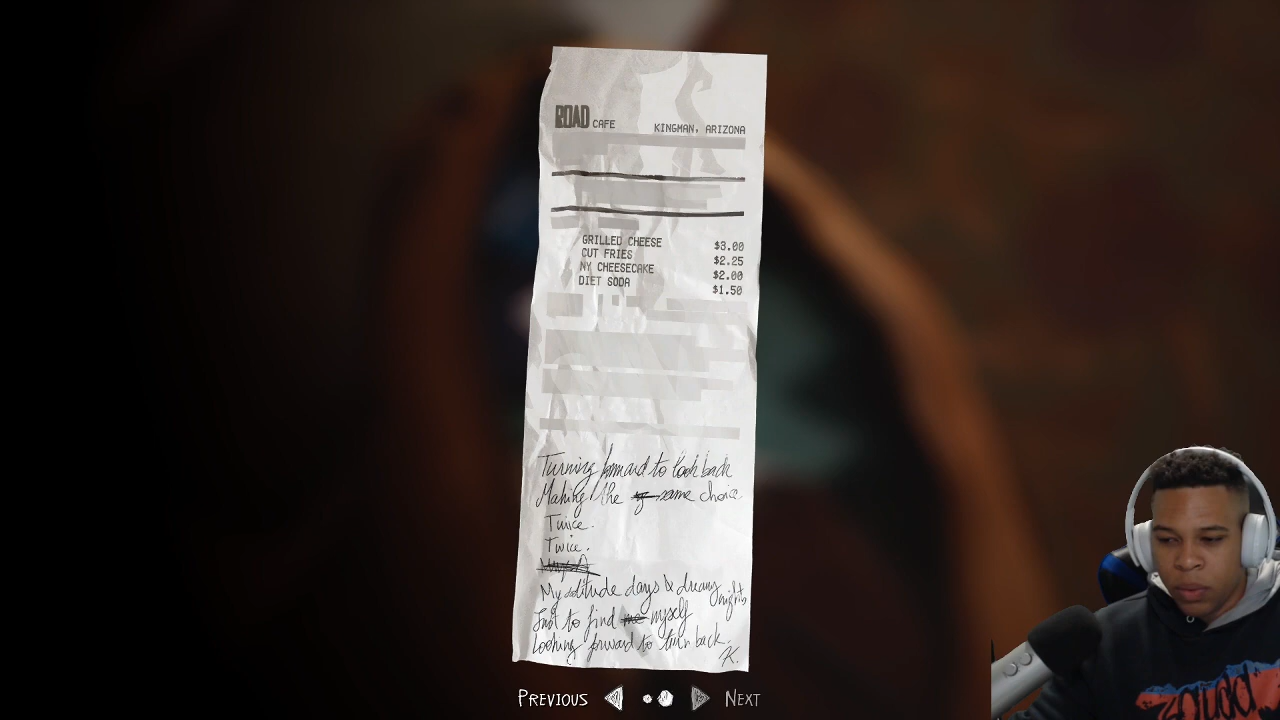 ROAD CAFE KINGMAN, ARIZONA
GRILLED CHEESE $3.00
CUT FRIES $2.25
NY CHEESECAKE $2.00
DIET SODA $1.50
Turning forward to look back
Making the same choice.
Twice.
Twice.
My solitude days & dreamy nights
Just to find me myself
Looking forward to turn back.
K.
PREVIOUS NEXT